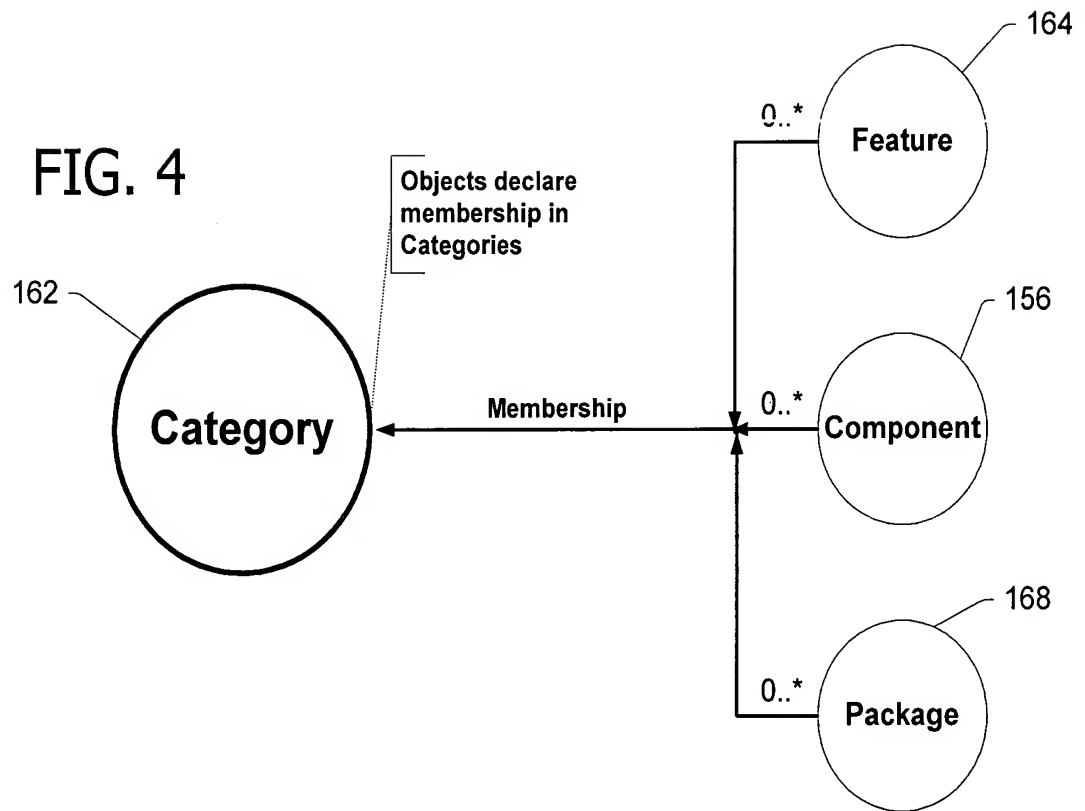 164
0..*
Feature
FIG. 4
Objects declare
membership in
Categories
162
156
Category
Membership
0..*
Component
168
0..*
Package